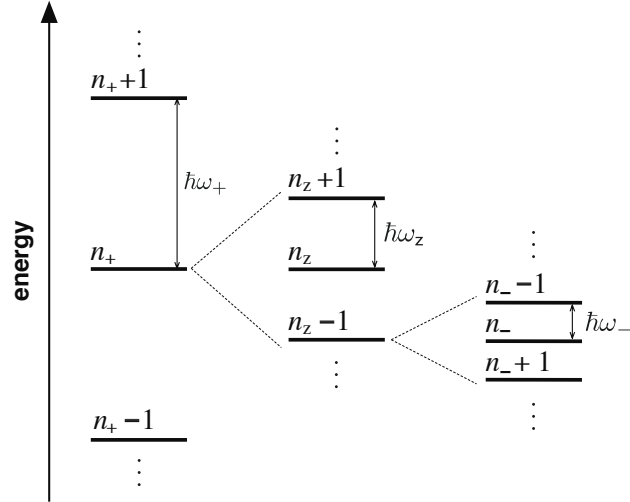 n₊+1
ħω₊
n₊
n₊−1
n_z+1
ħω_z
n_z
n_z−1
n₋−1
ħω₋
n₋
n₋+1
energy